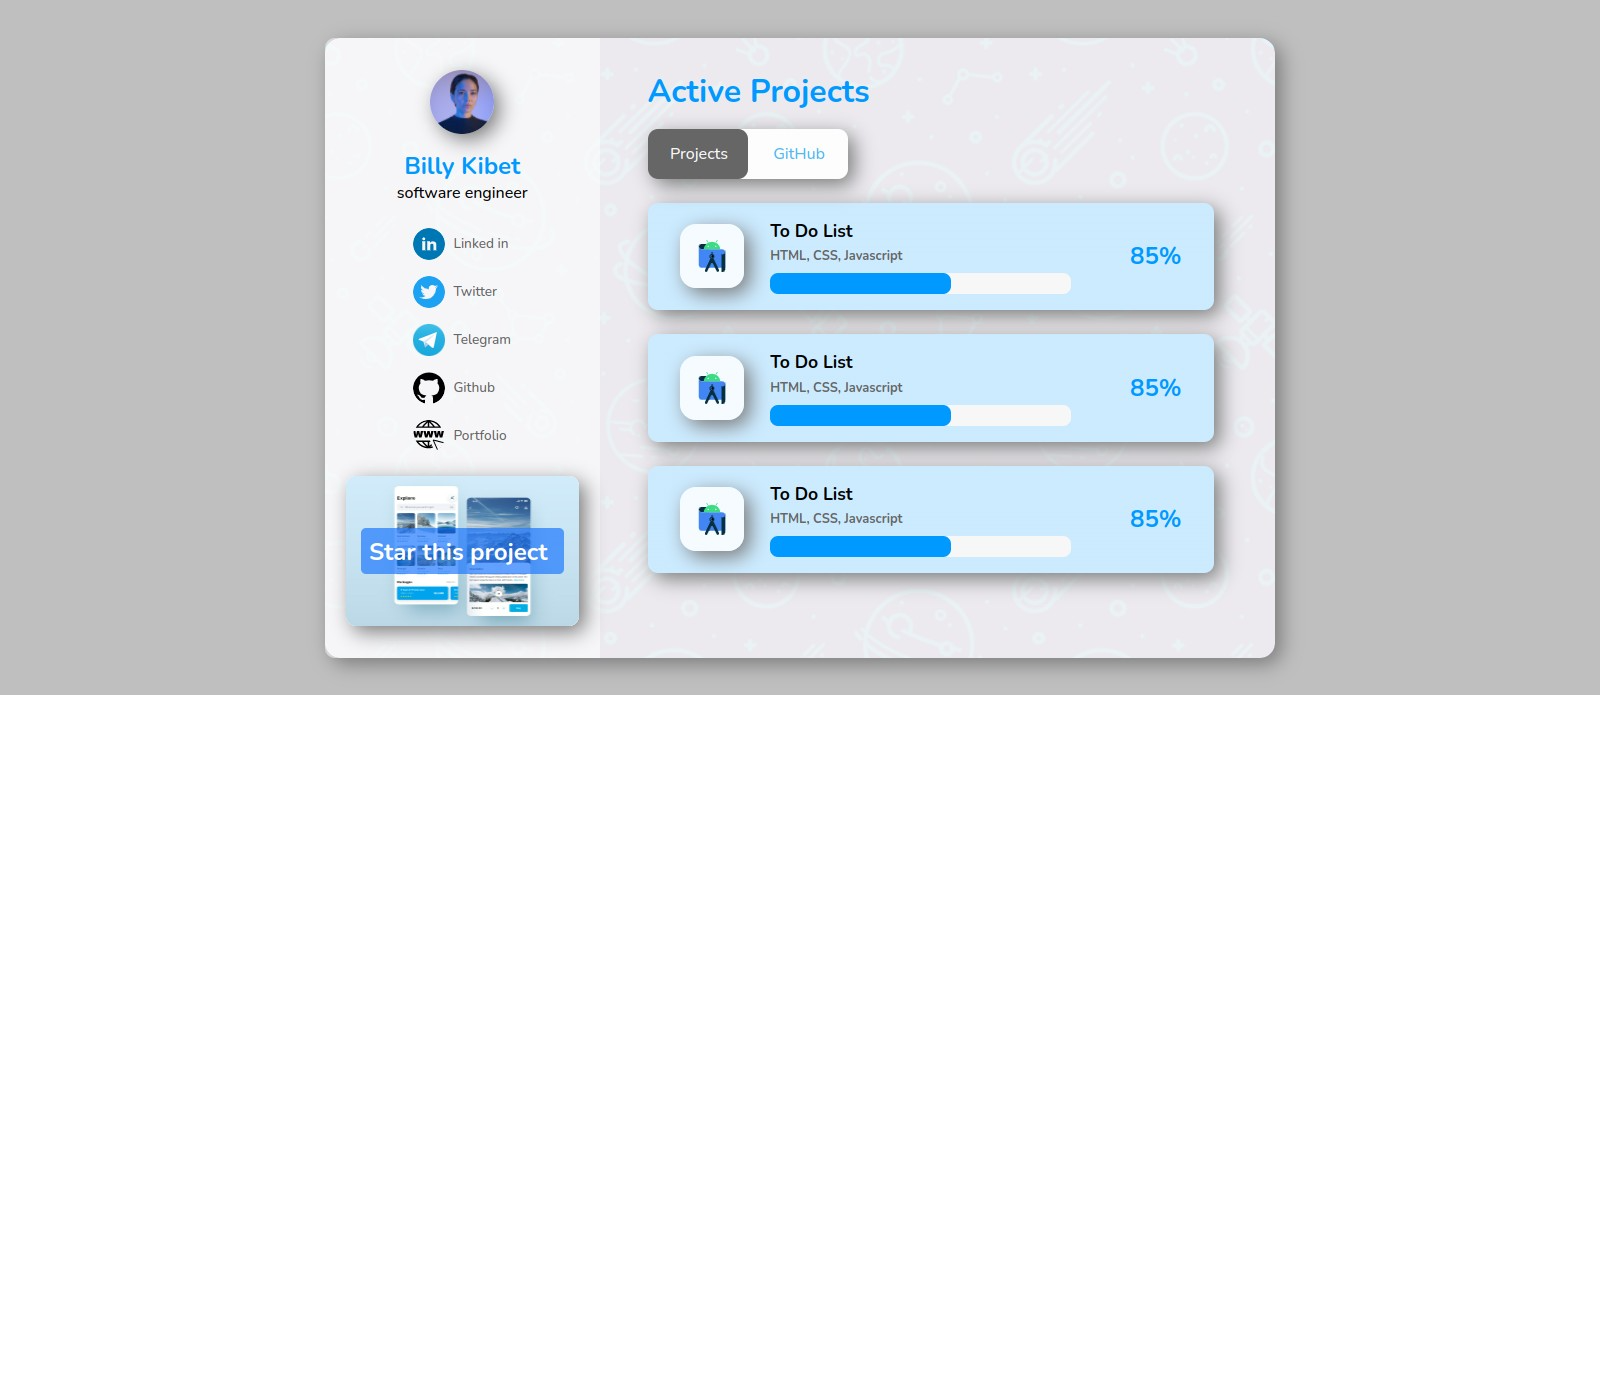 Billy Kibet
software engineer
Linked in
Twitter
Telegram
Github
WWW
Portfolio
Explore
Star this project
Active Projects
Projects
GitHub
To Do List
HTML, CSS, Javascript
85%
To Do List
HTML, CSS, Javascript
85%
To Do List
HTML, CSS, Javascript
85%